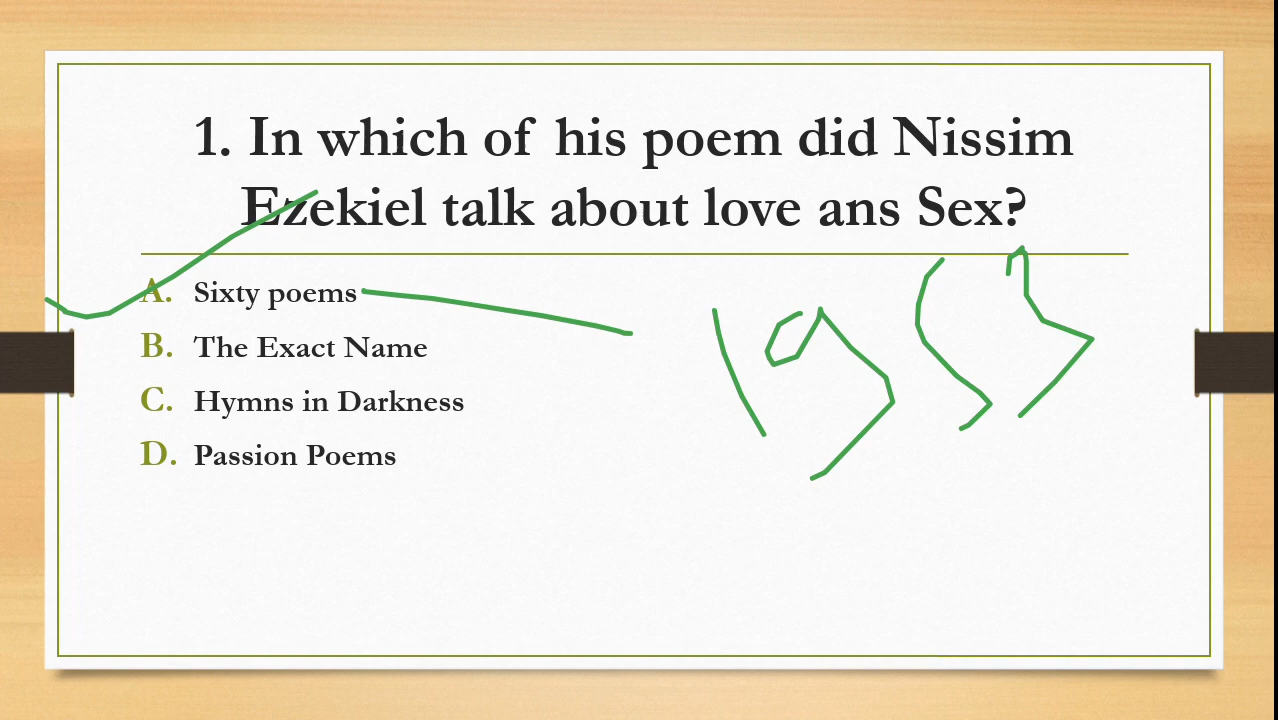 1. In which of his poem did Nissim
Ezekiel talk about love ans Sex?
A. Sixty poems
B. The Exact Name
C. Hymns in Darkness
D. Passion Poems